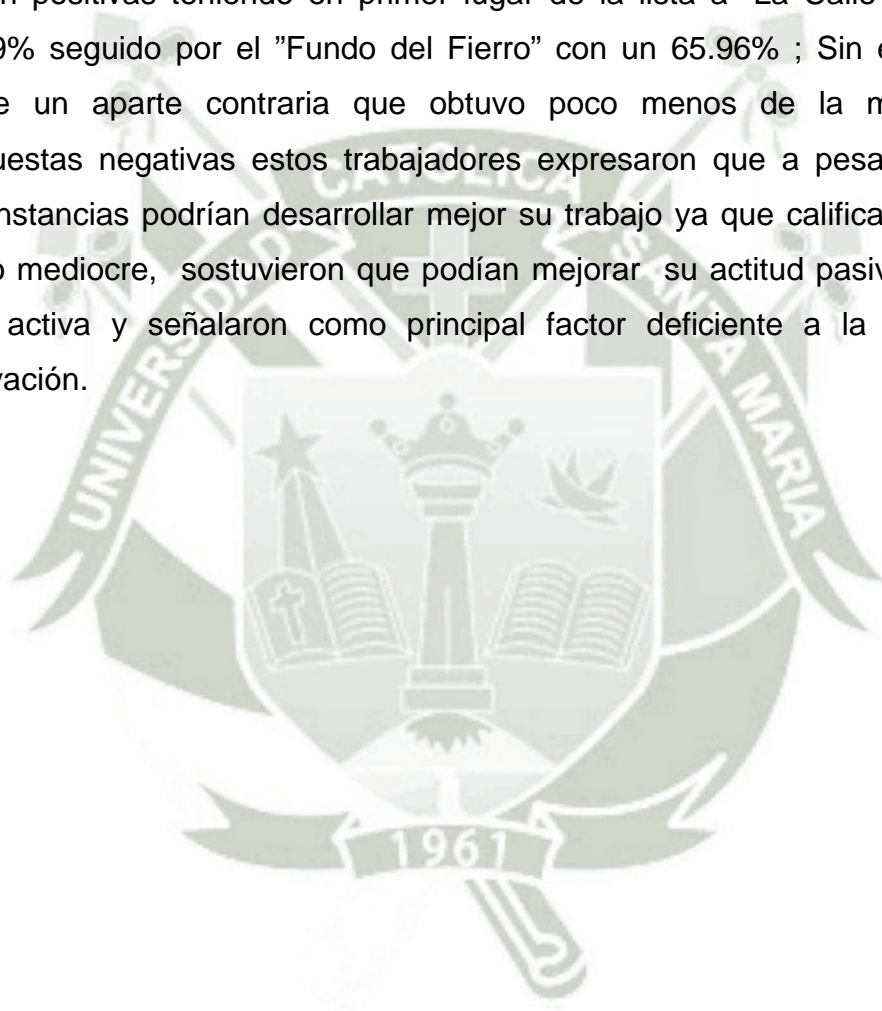 positivas teniendo en primer lugar de la lista a "La Calle
9% seguido por el ”Fundo del Fierro” con un 65.96% ; Sin
un aparte contraria que obtuvo poco menos de la
uestas negativas estos trabajadores expresaron que a pesa
nstancias podrían desarrollar mejor su trabajo ya que califica
o mediocre, sostuvieron que podían mejorar su actitud pasiv
activa y señalaron como principal factor deficiente a la
vación.
UNIVERSIDAD CATOLICA SANTA MARIA
1961